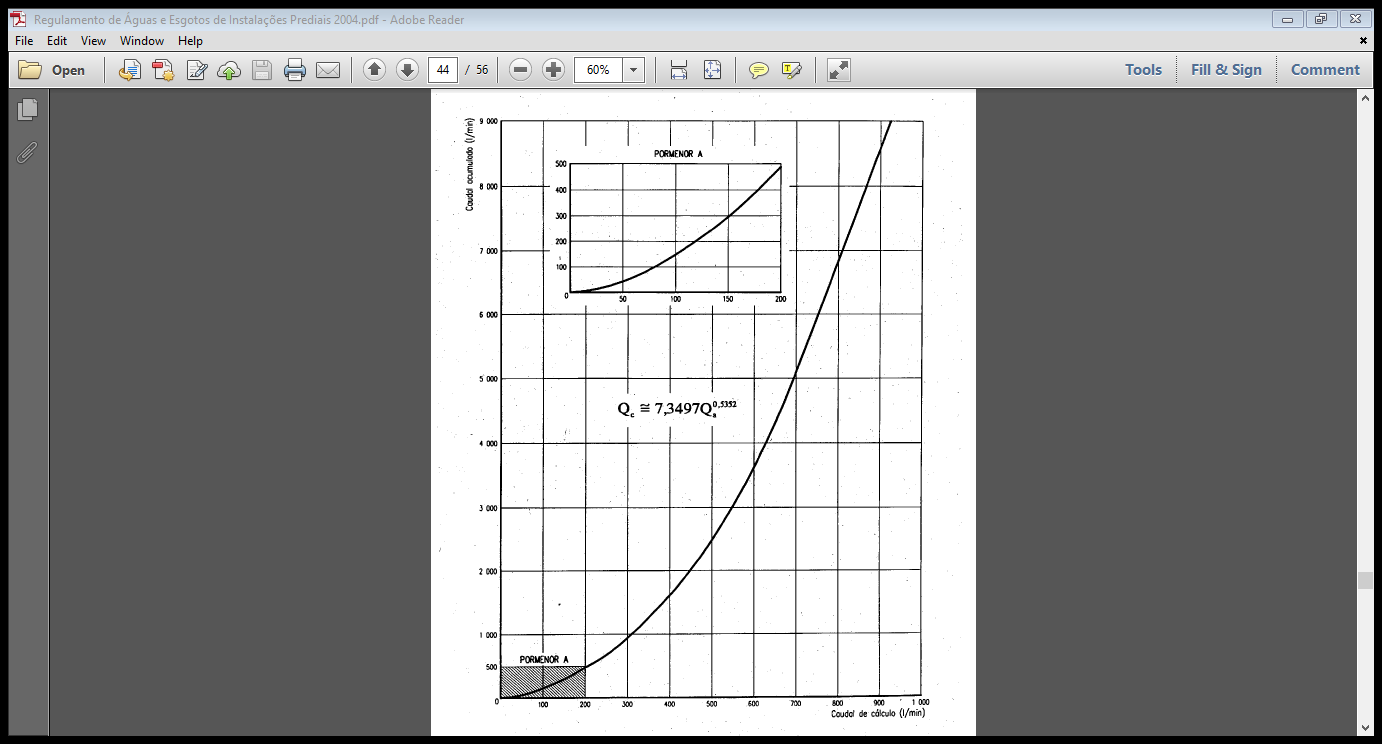 Regulamento de Águas e Esgotos de Instalações Prediais 2004.pdf - Adobe Reader
File Edit View Window Help
Open 44 / 56 60% Tools Fill & Sign Comment
Caudal acumulado (l/min)
9 000
8 000
7 000
6 000
5 000
4 000
3 000
2 000
1 000
500
PORMENOR A
500
400
300
200
100
0 50 100 150 200
Qc ≅ 7,3497Qa^0,5352
PORMENOR A
0 100 200 300 400 500 600 700 800 900 1 000
Caudal de cálculo (l/min)